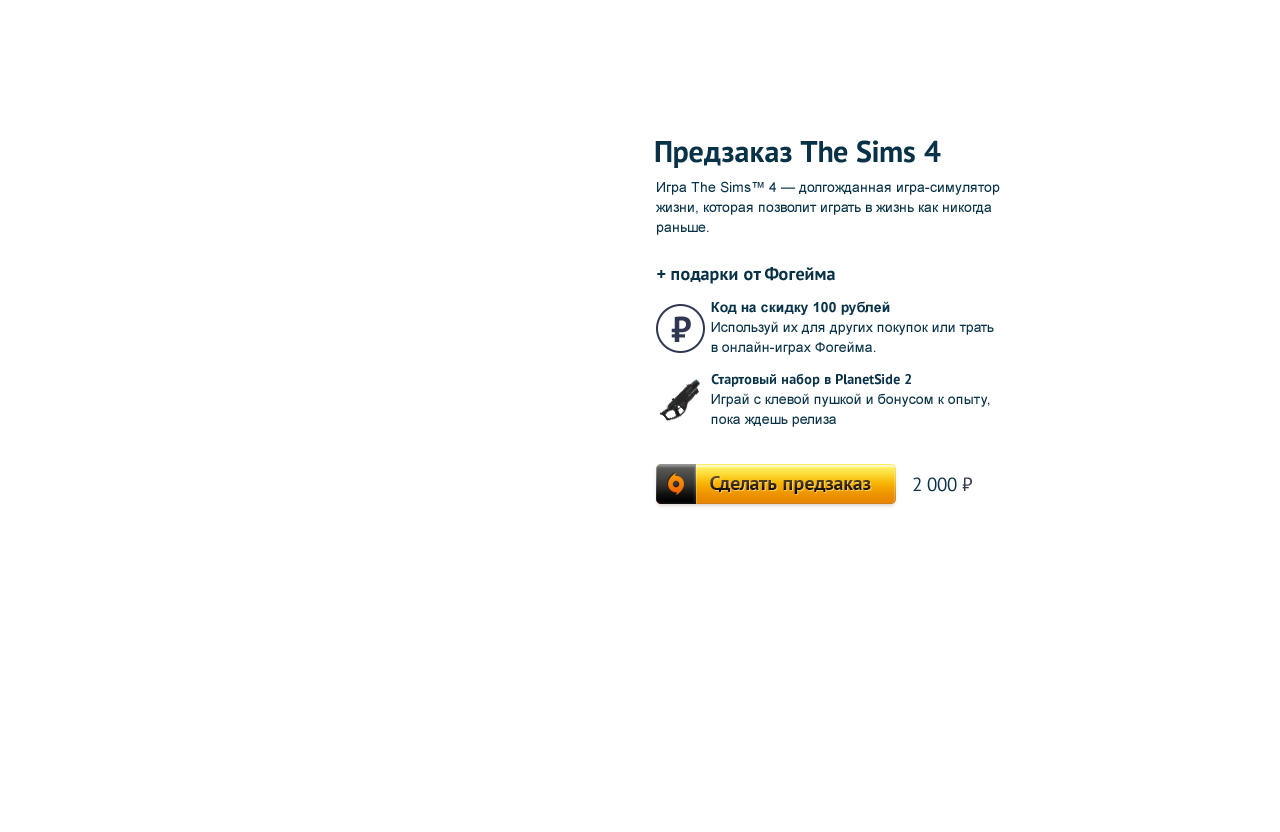 Предзаказ The Sims 4
Игра The Sims™ 4 — долгожданная игра-симулятор
жизни, которая позволит играть в жизнь как никогда
раньше.
+ подарки от Фогейма
Код на скидку 100 рублей
Используй их для других покупок или трать
в онлайн-играх Фогейма.
Стартовый набор в PlanetSide 2
Играй с клевой пушкой и бонусом к опыту,
пока ждешь релиза
Сделать предзаказ 2 000 ₽